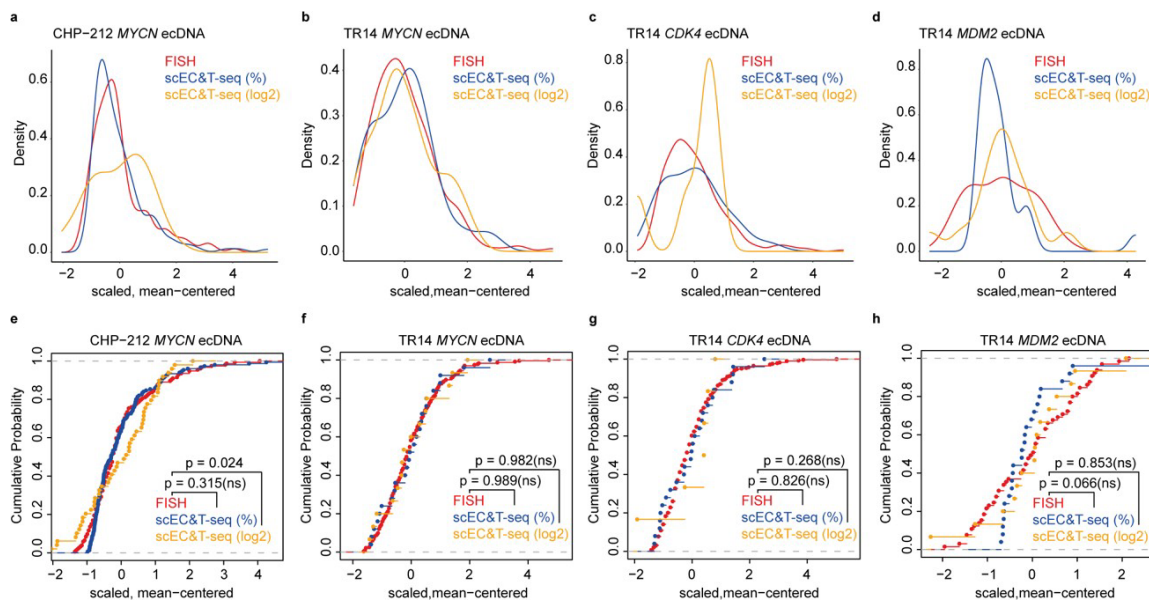 a
CHP−212 MYCN ecDNA
FISH
scEC&T-seq (%)
scEC&T-seq (log2)
Density
0.6
0.4
0.2
0.0
-2 0 2 4
scaled, mean−centered
b
TR14 MYCN ecDNA
FISH
scEC&T-seq (%)
scEC&T-seq (log2)
Density
0.4
0.3
0.2
0.1
0.0
-2 0 2 4
scaled,mean−centered
c
TR14 CDK4 ecDNA
FISH
scEC&T-seq (%)
scEC&T-seq (log2)
Density
0.8
0.6
0.4
0.2
0.0
-2 0 2 4
scaled,mean−centered
d
TR14 MDM2 ecDNA
FISH
scEC&T-seq (%)
scEC&T-seq (log2)
Density
0.8
0.6
0.4
0.2
0.0
-2 0 2 4
scaled,mean−centered
e
CHP−212 MYCN ecDNA
Cumulative Probability
1.0
0.8
0.6
0.4
0.2
0.0
p = 0.024
p = 0.315(ns)
FISH
scEC&T-seq (%)
scEC&T-seq (log2)
-2 -1 0 1 2 3 4
scaled, mean−centered
f
TR14 MYCN ecDNA
Cumulative Probability
1.0
0.8
0.6
0.4
0.2
0.0
p = 0.982(ns)
p = 0.989(ns)
FISH
scEC&T-seq (%)
scEC&T-seq (log2)
-2 0 2 4
scaled, mean−centered
g
TR14 CDK4 ecDNA
Cumulative Probability
1.0
0.8
0.6
0.4
0.2
0.0
p = 0.268(ns)
p = 0.826(ns)
FISH
scEC&T-seq (%)
scEC&T-seq (log2)
-2 0 2 4
scaled, mean−centered
h
TR14 MDM2 ecDNA
Cumulative Probability
1.0
0.8
0.6
0.4
0.2
0.0
p = 0.853(ns)
p = 0.066(ns)
FISH
scEC&T-seq (%)
scEC&T-seq (log2)
-2 -1 0 1 2
scaled, mean−centered